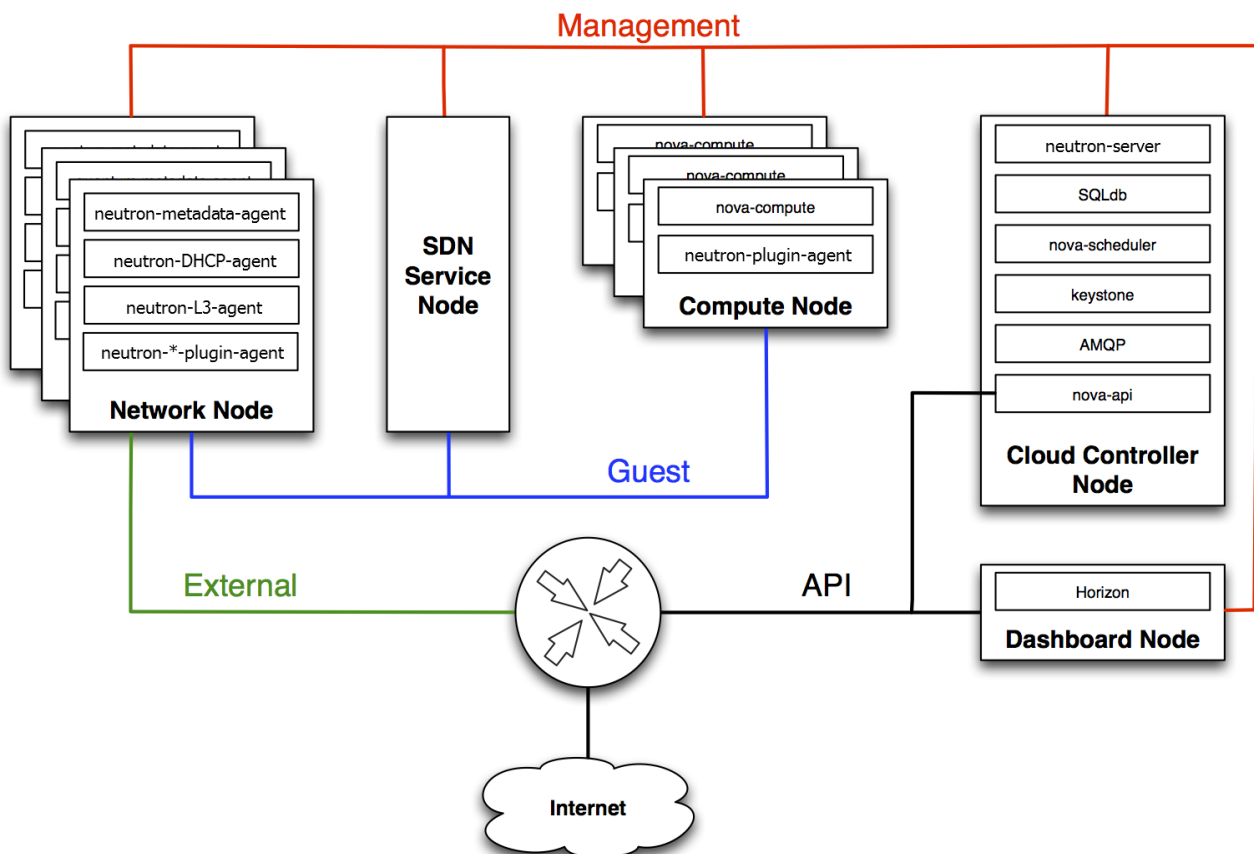 Management
nova-compute
nova-compute
nova-compute
neutron-plugin-agent
Compute Node
neutron-metadata-agent
neutron-DHCP-agent
neutron-L3-agent
neutron-*-plugin-agent
Network Node
SDN
Service
Node
neutron-server
SQLdb
nova-scheduler
keystone
AMQP
nova-api
Cloud Controller
Node
Guest
External
API
Horizon
Dashboard Node
Internet